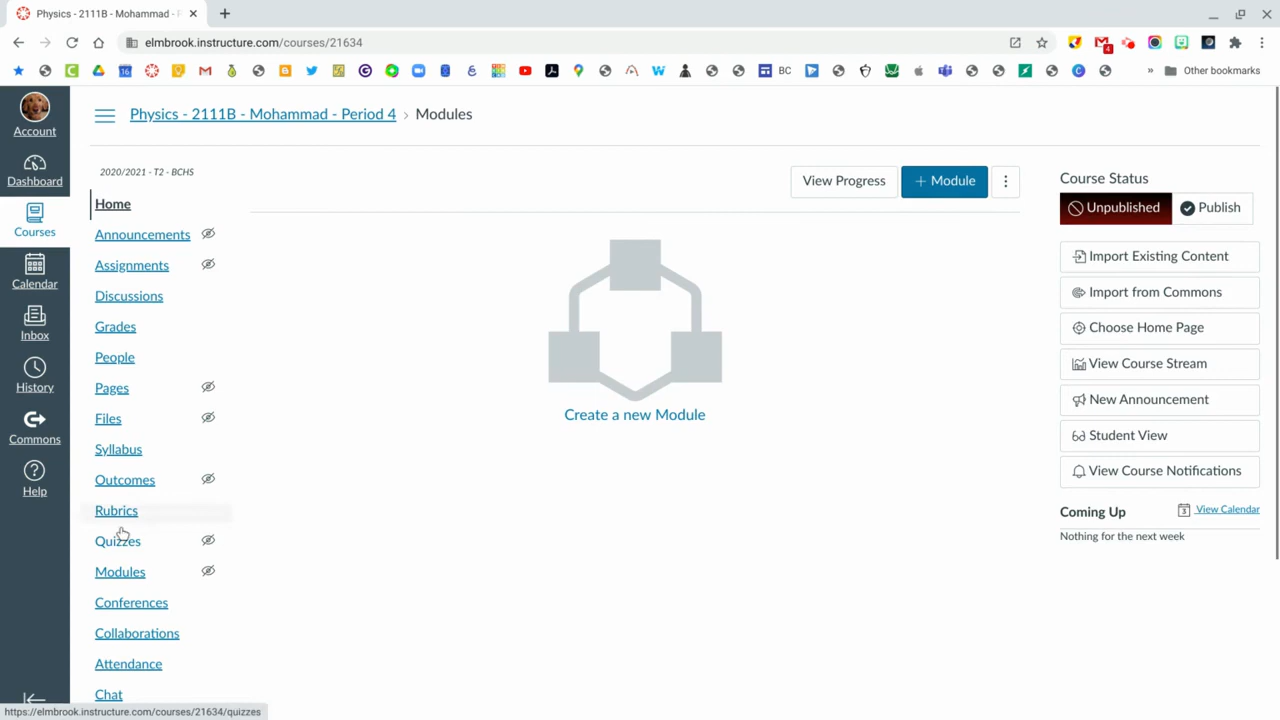 Physics - 2111B - Mohammad - P
elmbrook.instructure.com/courses/21634
4
16
BC
Other bookmarks
Account
Dashboard
Courses
Calendar
Inbox
History
Commons
Help
Physics - 2111B - Mohammad - Period 4 › Modules
2020/2021 - T2 - BCHS
Home
Announcements
Assignments
Discussions
Grades
People
Pages
Files
Syllabus
Outcomes
Rubrics
Quizzes
Modules
Conferences
Collaborations
Attendance
Chat
View Progress
+ Module
Create a new Module
Course Status
Unpublished
Publish
Import Existing Content
Import from Commons
Choose Home Page
View Course Stream
New Announcement
Student View
View Course Notifications
Coming Up
3 View Calendar
Nothing for the next week
https://elmbrook.instructure.com/courses/21634/quizzes